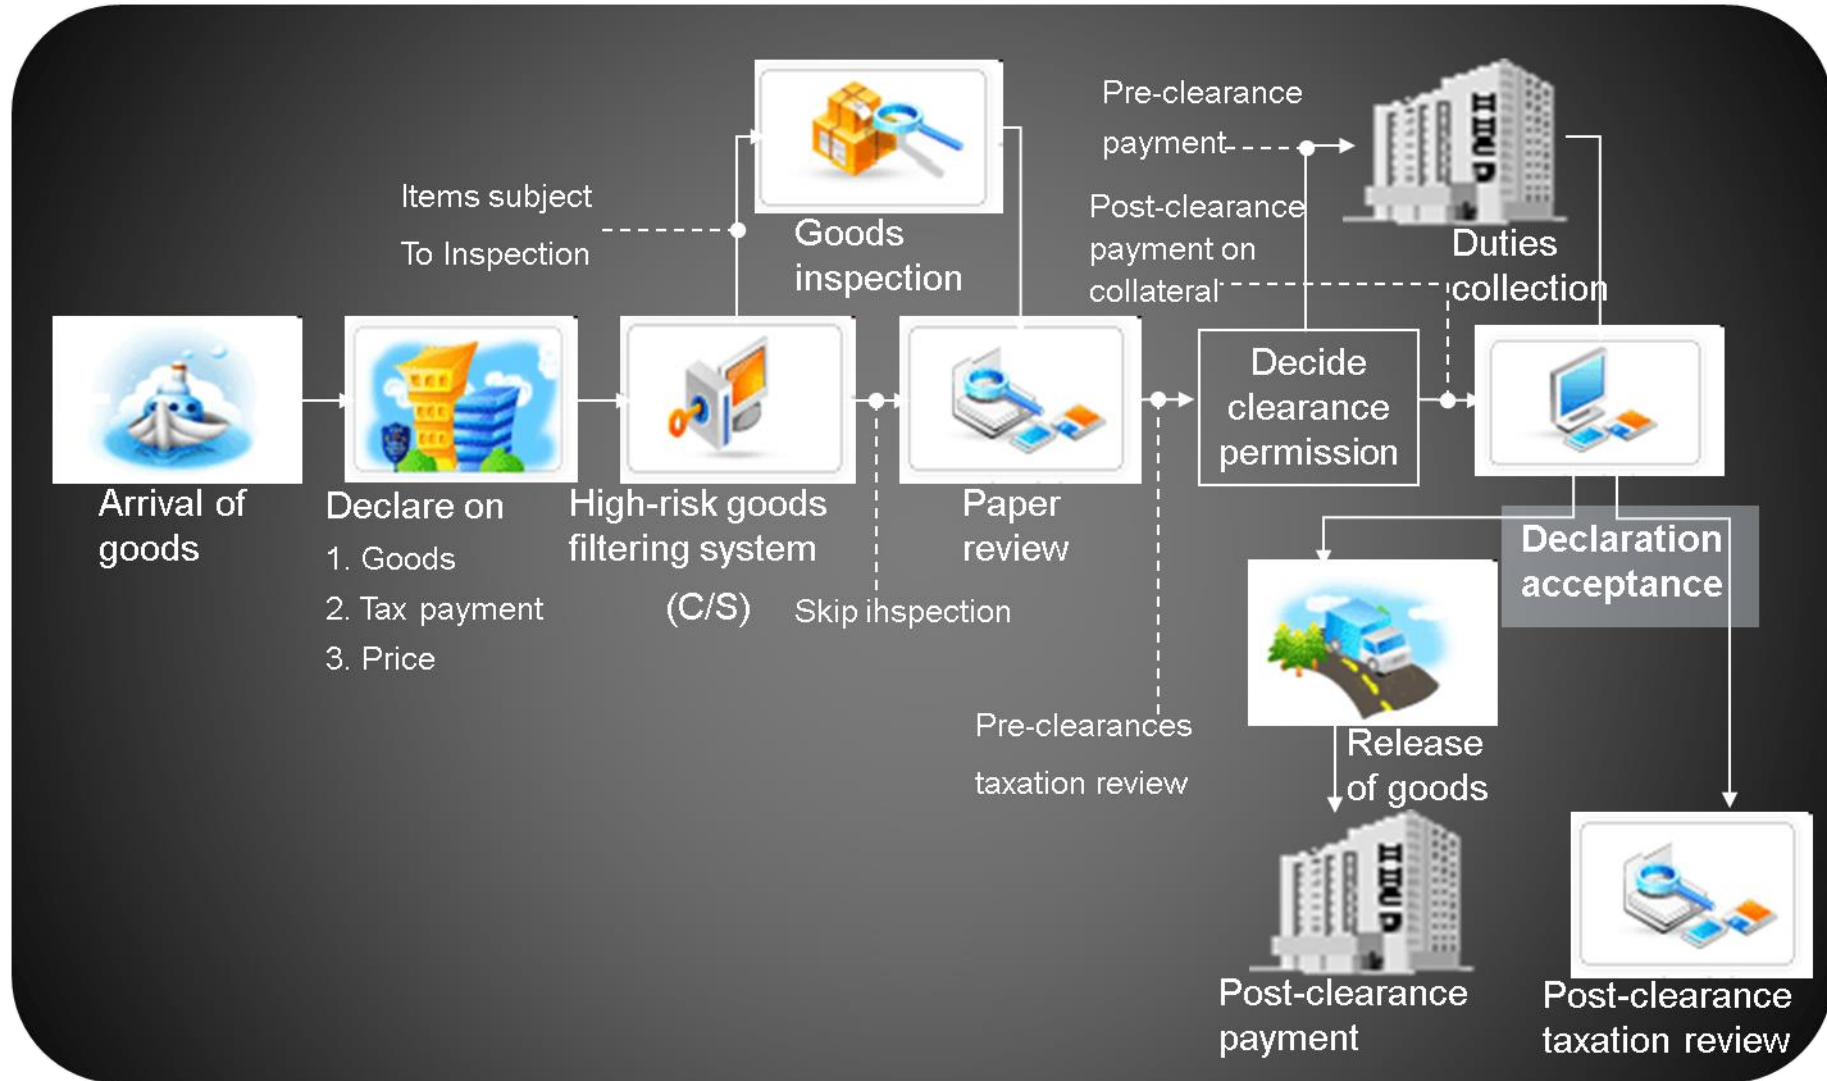 Pre-clearance
payment
Items subject
To Inspection
Goods
inspection
Post-clearance
payment on
collateral
Duties
collection
Decide
clearance
permission
Arrival of
goods
Declare on
1. Goods
2. Tax payment
3. Price
High-risk goods
filtering system
(C/S)
Skip ihspection
Paper
review
Pre-clearances
taxation review
Declaration
acceptance
Release
of goods
Post-clearance
payment
Post-clearance
taxation review